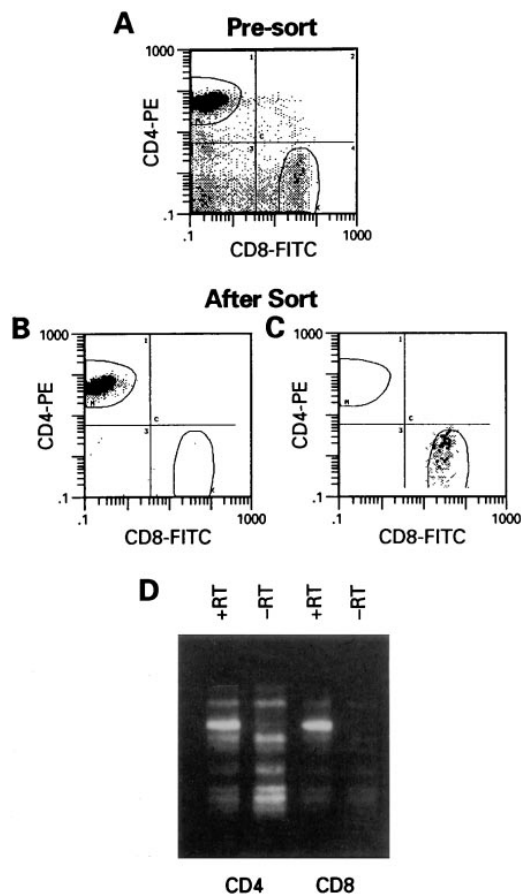 A Pre-sort
1000
1 2
CD4-PE
C
3 4
M
K
.1
.1 1000
CD8-FITC
After Sort
B C
1000 1000
1 1
CD4-PE CD4-PE
M M
C C
3 3
K K
.1 .1
.1 1000 .1 1000
CD8-FITC CD8-FITC
D
+RT -RT +RT -RT
CD4 CD8